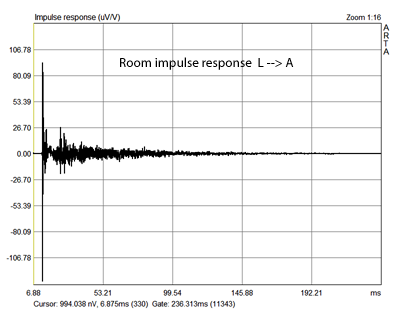 Impulse response (uV/V) Zoom 1:16
ARTA
Room impulse response L --> A
106.78
80.09
53.39
26.70
0.00
-26.70
-53.39
-80.09
-106.78
6.88 53.21 99.54 145.88 192.21 ms
Cursor: 994.038 nV, 6.875ms (330) Gate: 236.313ms (11343)